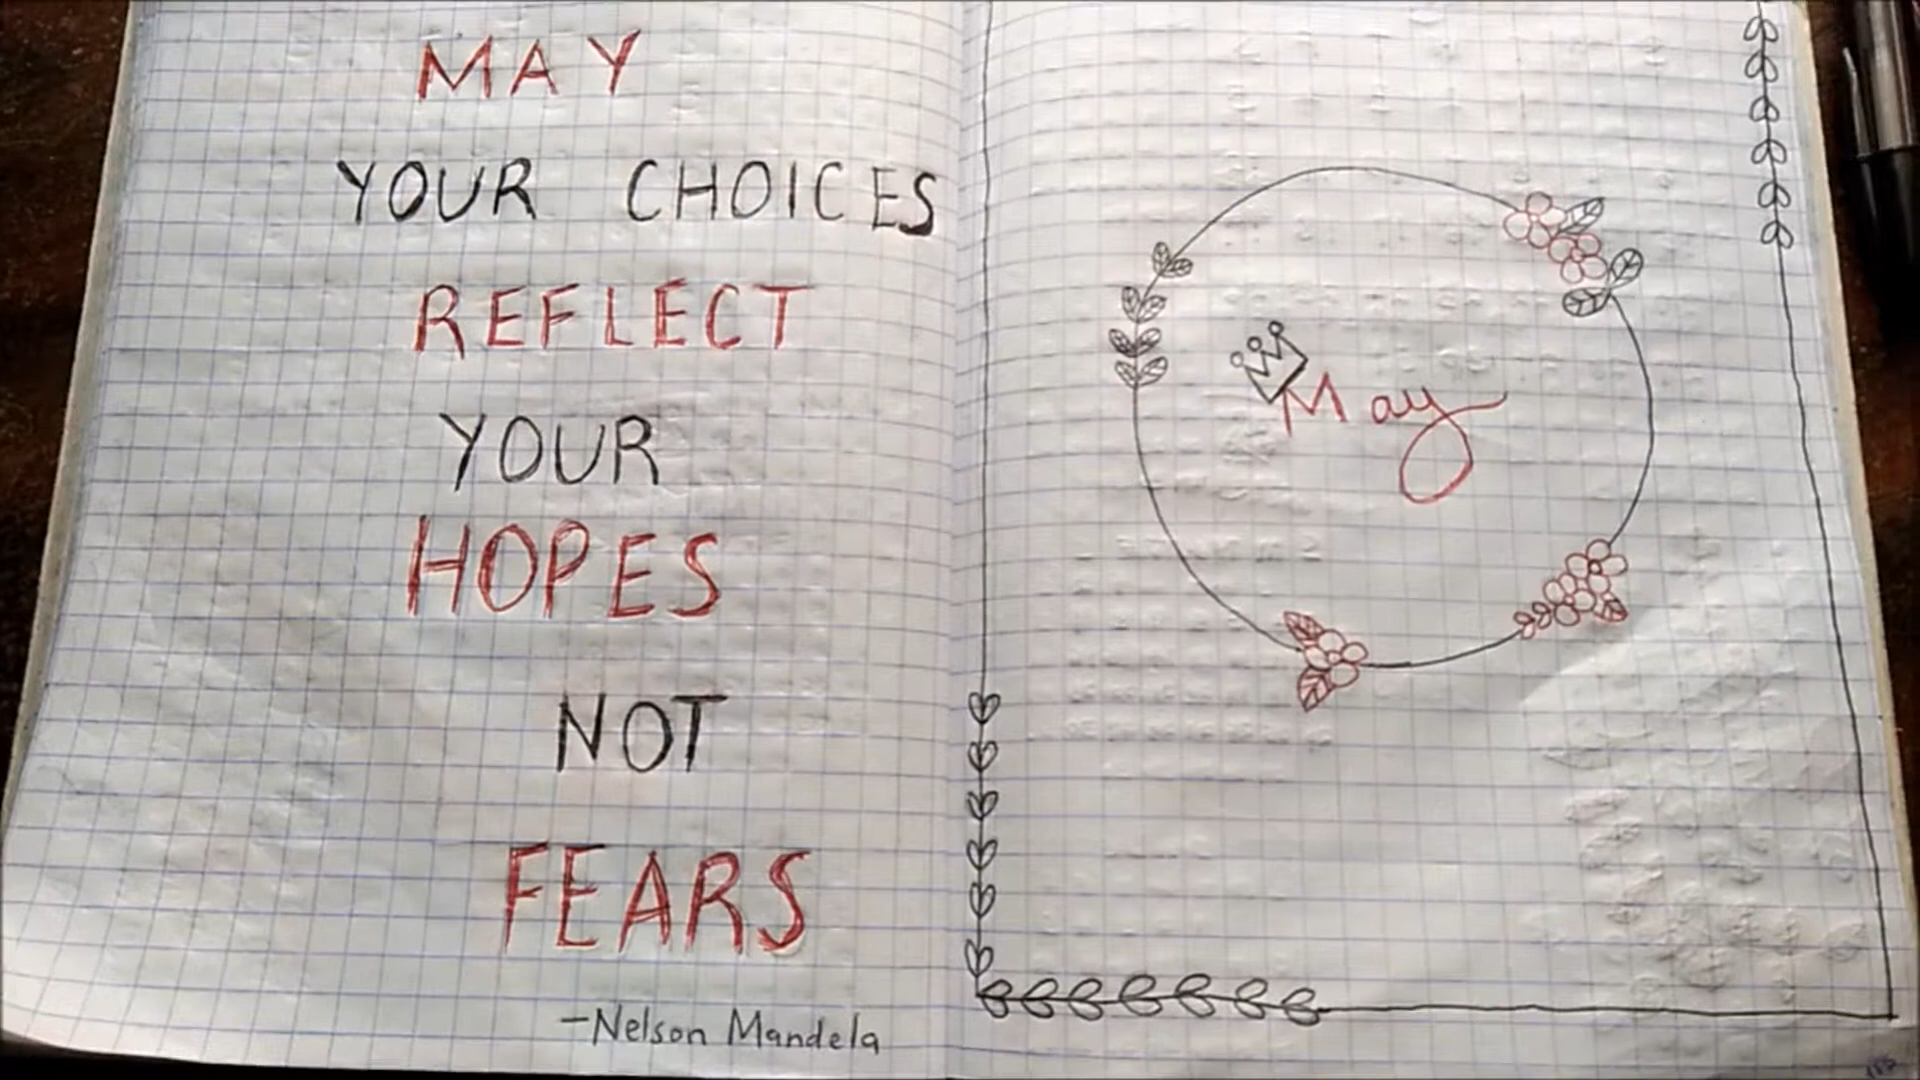 MAY
YOUR CHOICES
REFLECT
YOUR
HOPES
NOT
FEARS
-Nelson Mandela
May